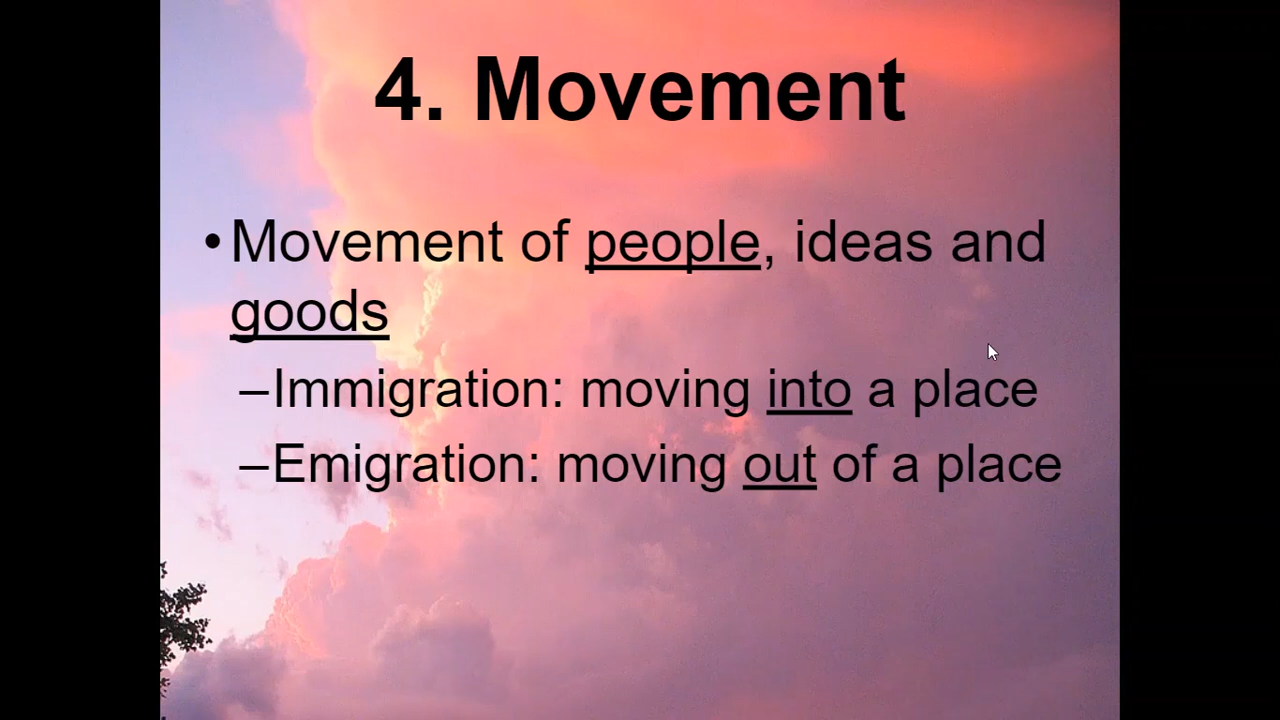 4. Movement
•Movement of people, ideas and
goods
–Immigration: moving into a place
–Emigration: moving out of a place